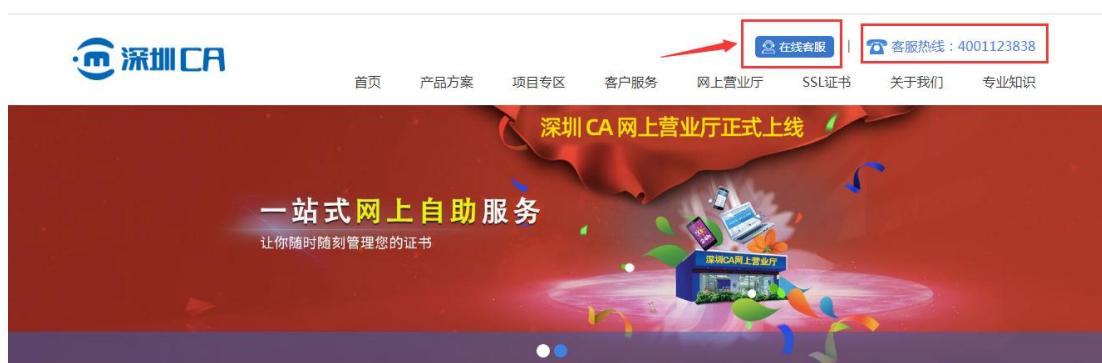 深圳CA
在线客服 | 客服热线：4001123838
首页 产品方案 项目专区 客户服务 网上营业厅 SSL证书 关于我们 专业知识
深圳CA网上营业厅正式上线
一站式网上自助服务
让你随时随刻管理您的证书
深圳CA网上营业厅